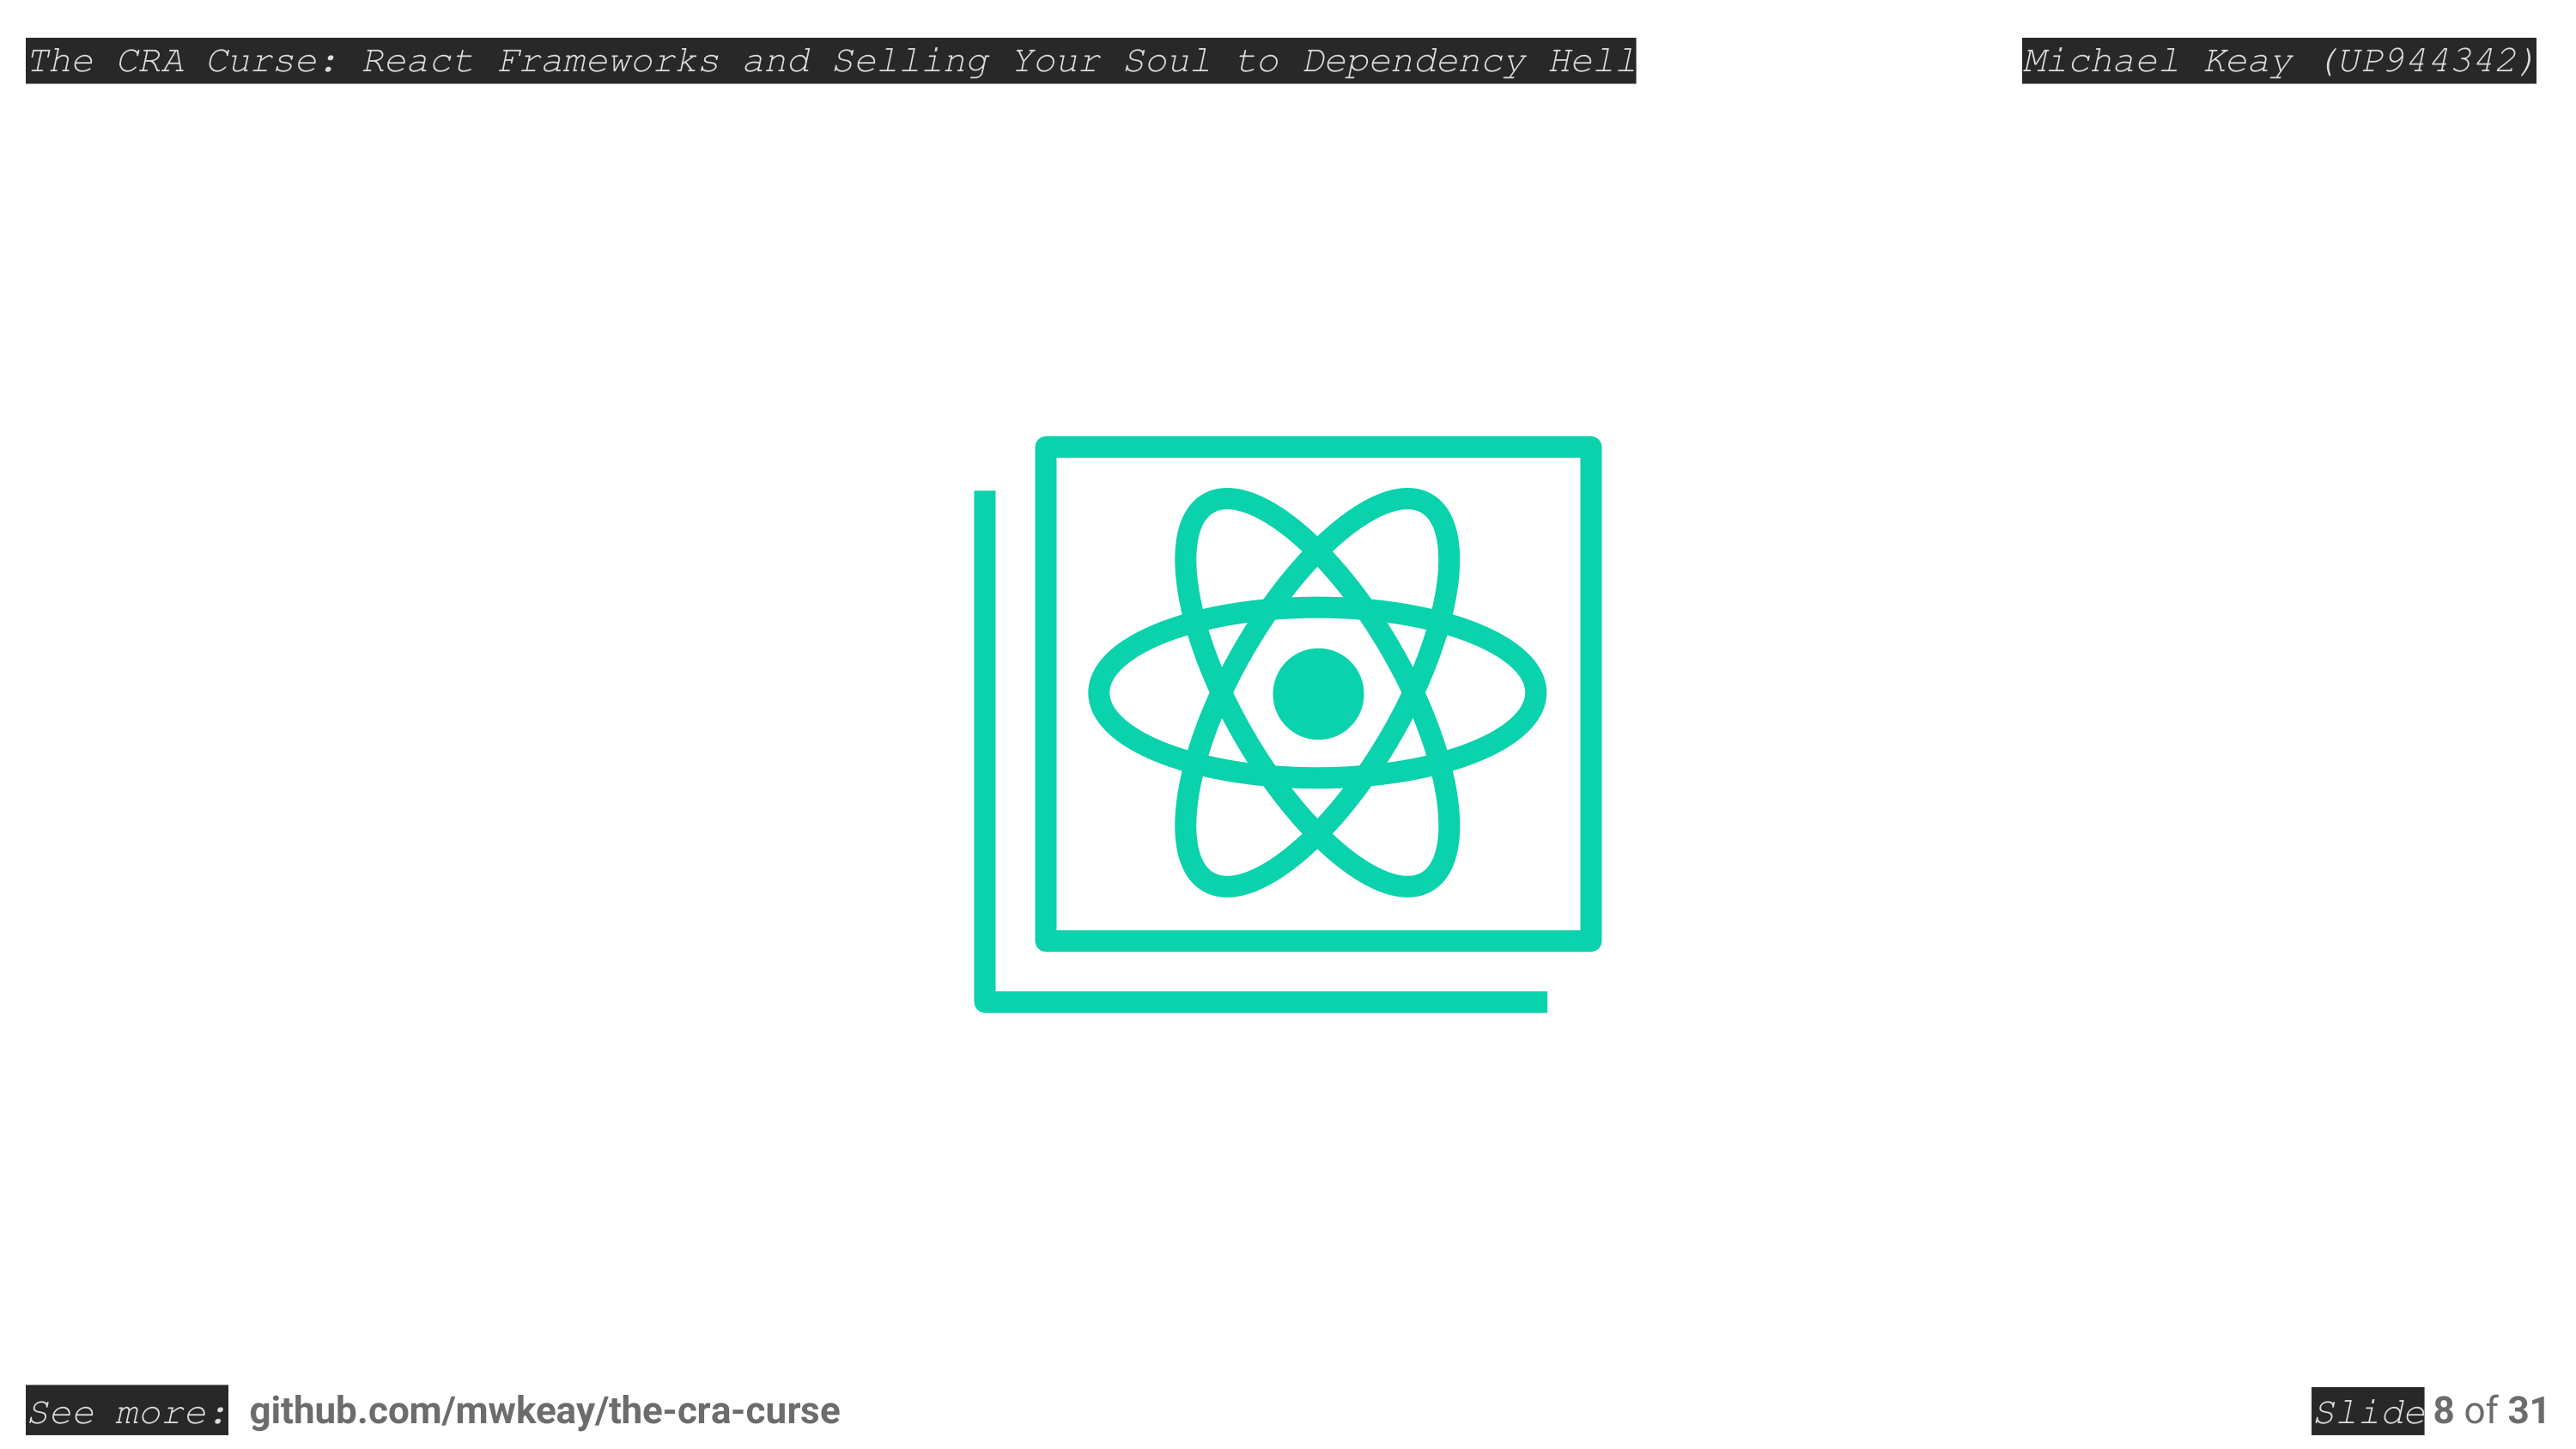 The CRA Curse: React Frameworks and Selling Your Soul to Dependency Hell
Michael Keay (UP944342)
See more: github.com/mwkeay/the-cra-curse
Slide 8 of 31